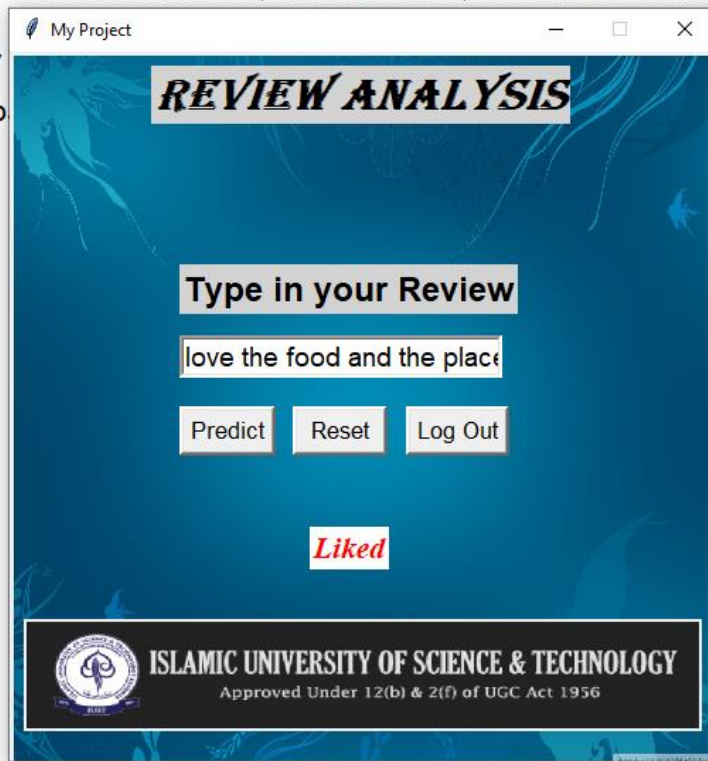 My Project
REVIEW ANALYSIS
Type in your Review
love the food and the place
Predict Reset Log Out
Liked
ISLAMIC UNIVERSITY OF SCIENCE & TECHNOLOGY
Approved Under 12(b) & 2(f) of UGC Act 1956